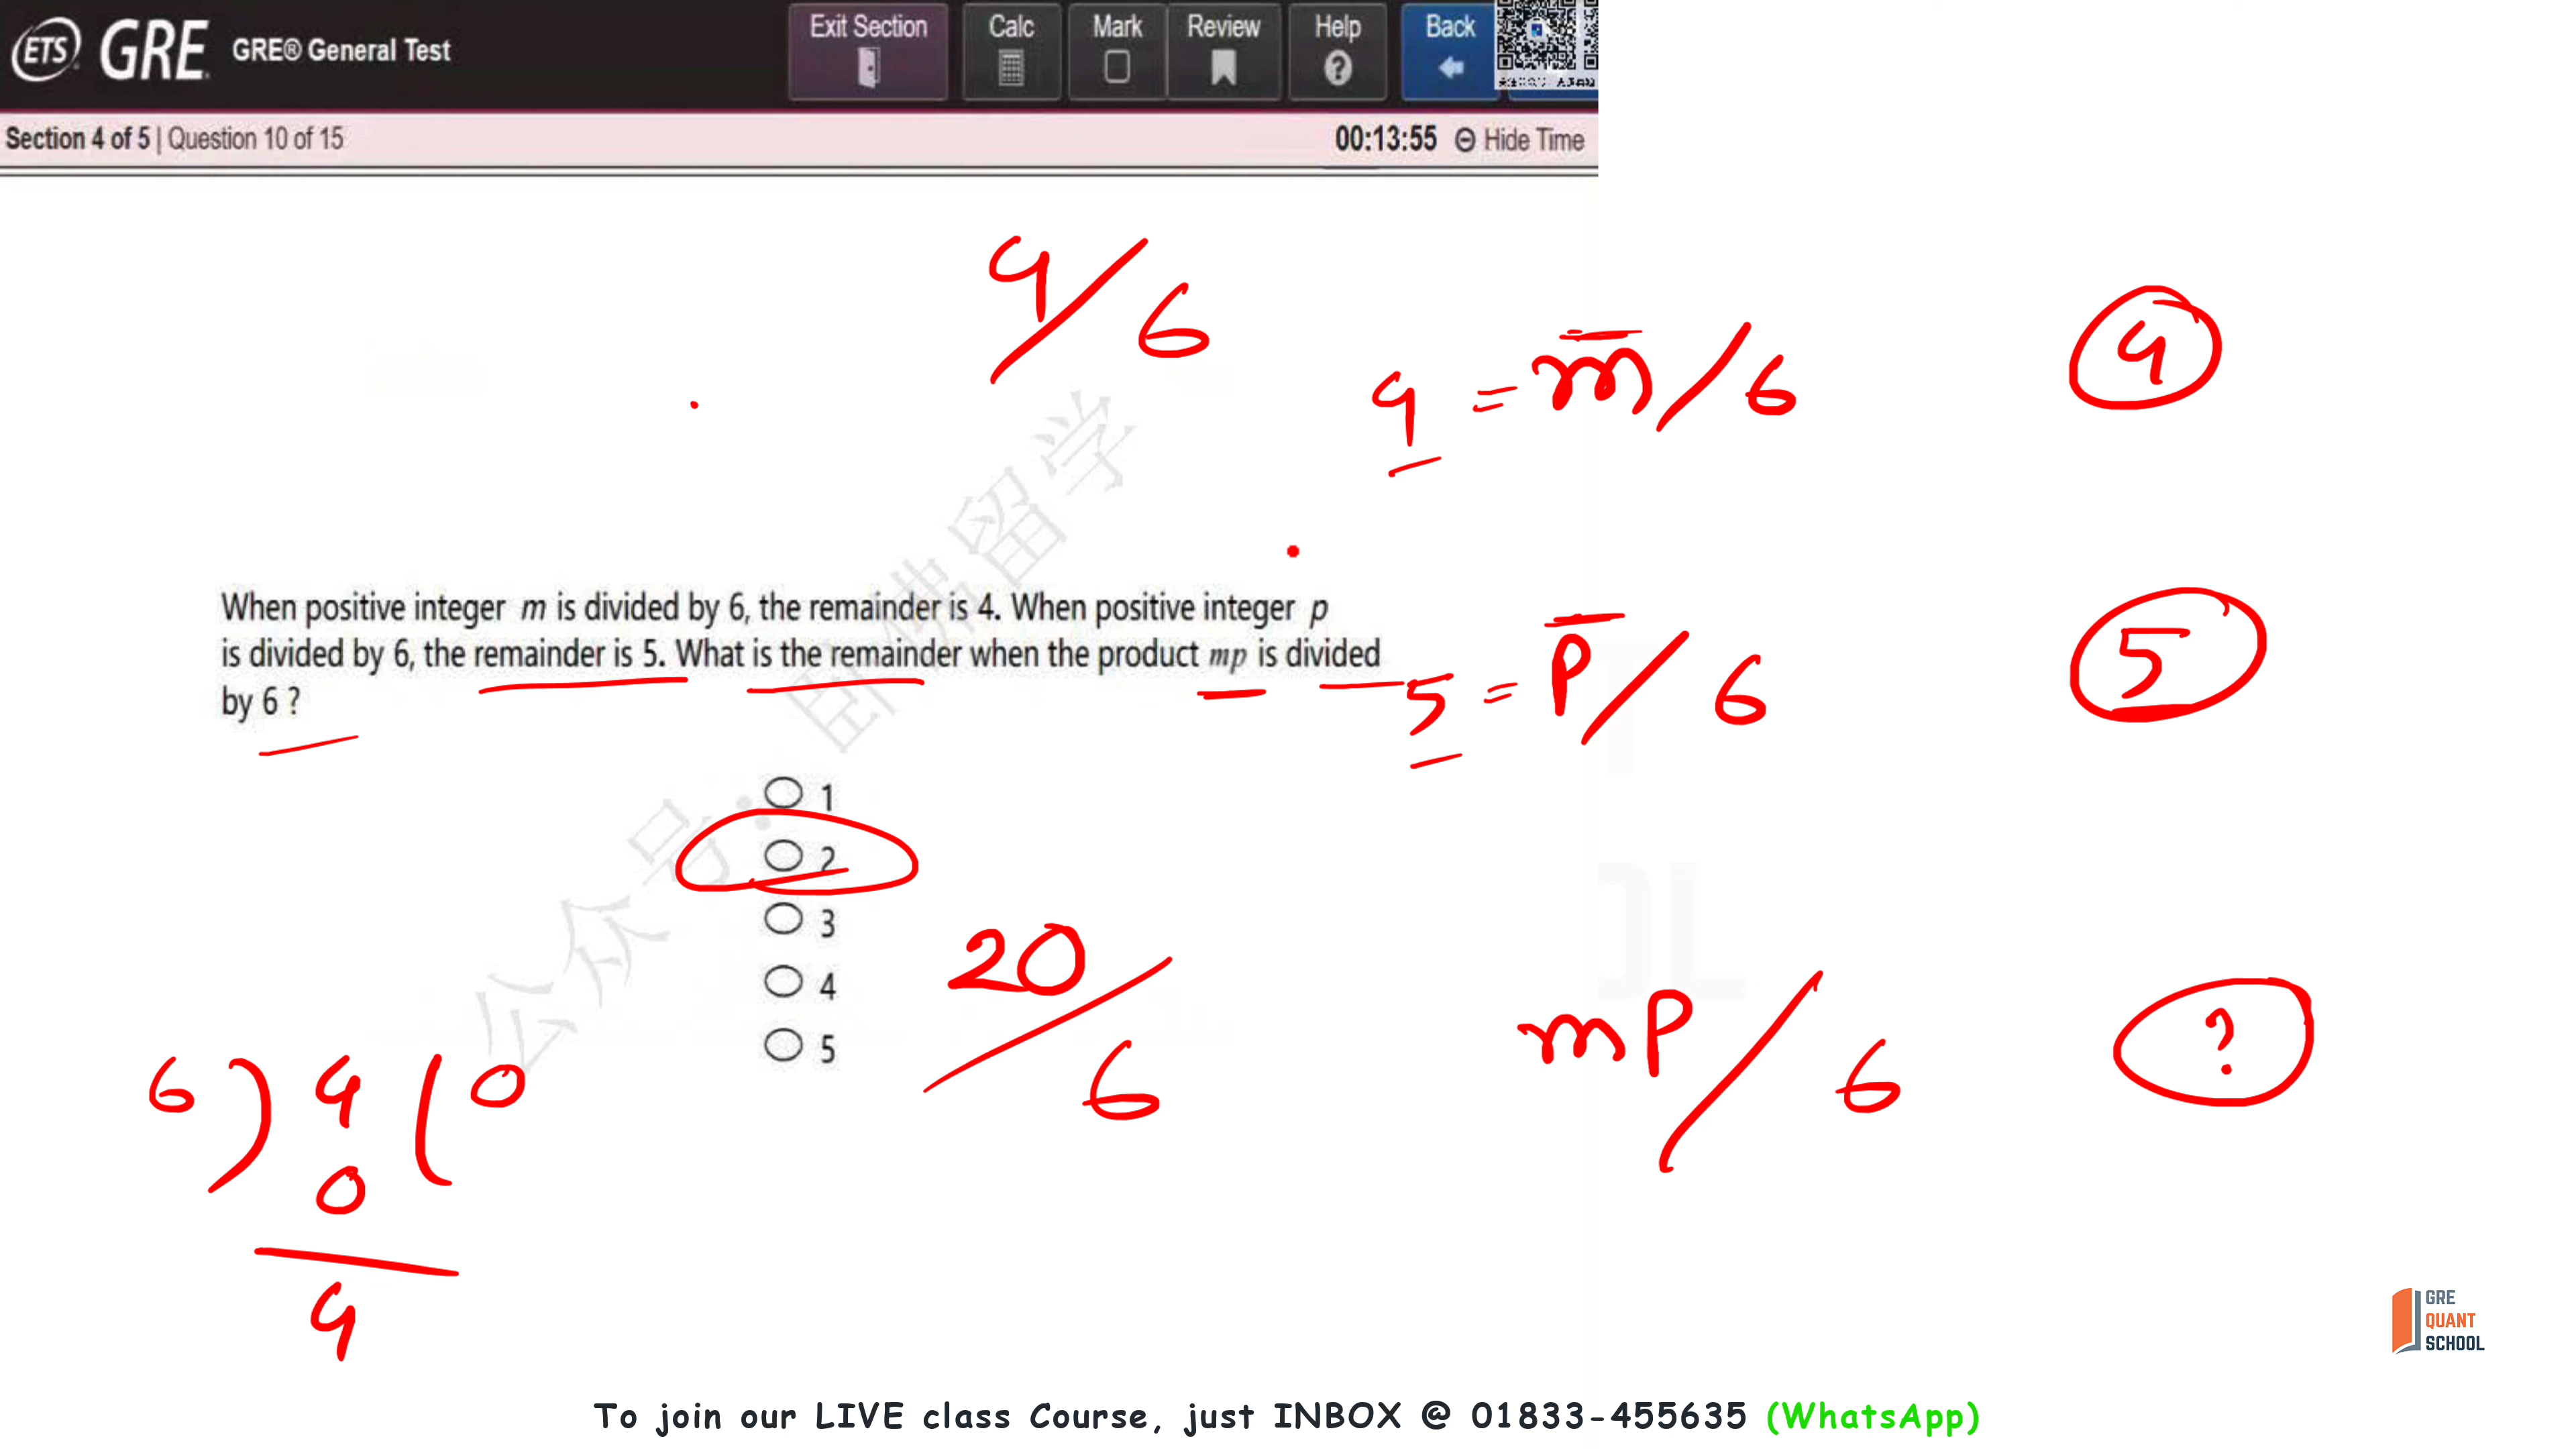 ETS GRE GRE® General Test
Exit Section Calc Mark Review Help Back
Section 4 of 5 | Question 10 of 15
00:13:55 Hide Time
4/6
4 = m/6 4
When positive integer m is divided by 6, the remainder is 4. When positive integer p
is divided by 6, the remainder is 5. What is the remainder when the product mp is divided
by 6 ?
5 = P/6 5
1
2
3
4
5
20/6
mP/6 ?
6)4(0
0
4
留学
公众号:
GRE
QUANT
SCHOOL
To join our LIVE class Course, just INBOX @ 01833-455635 (WhatsApp)